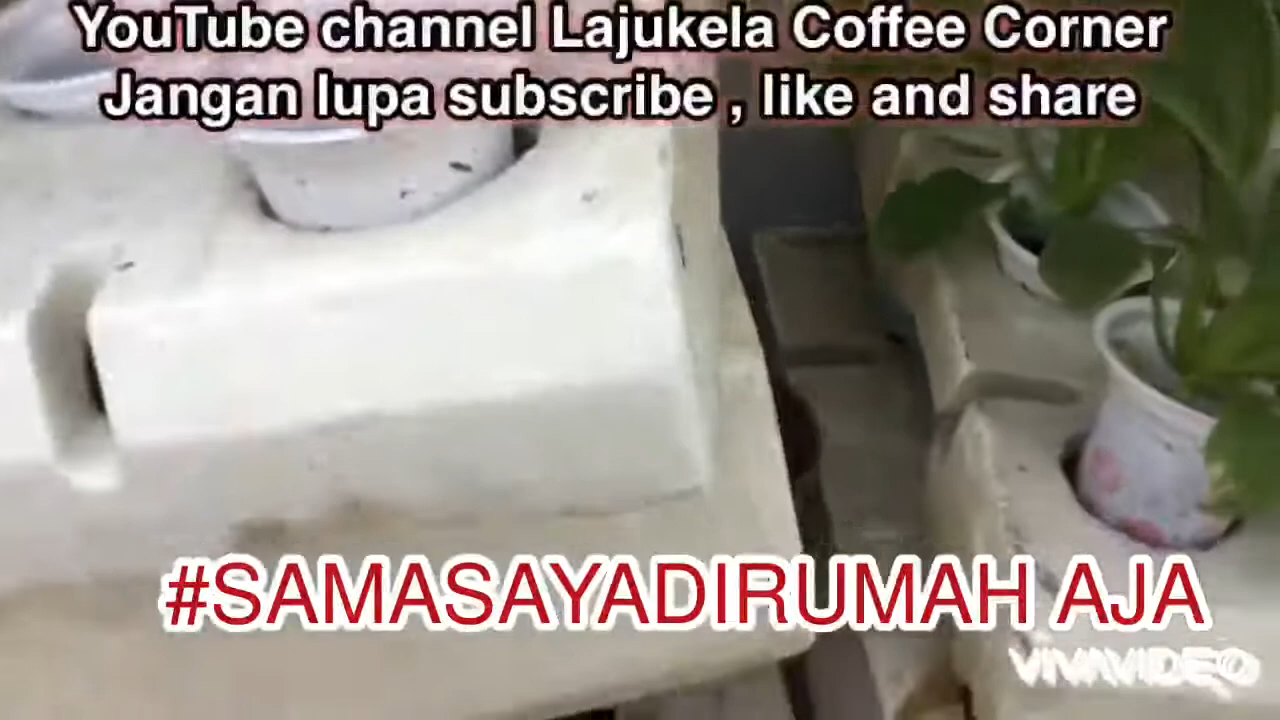 YouTube channel Lajukela Coffee Corner
Jangan lupa subscribe , like and share
#SAMASAYADIRUMAH AJA
VIVAVIDEO